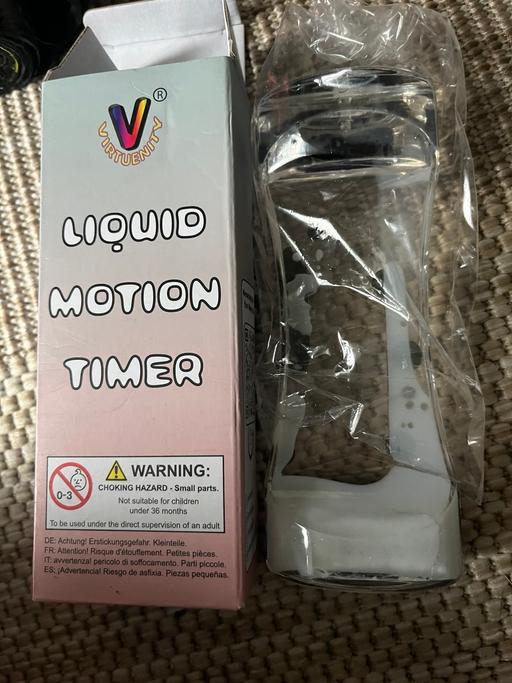 ®
V
VIRTUENITY
LIQUID
MOTION
TIMER
0-3
WARNING:
CHOKING HAZARD - Small parts.
Not suitable for children
under 36 months
To be used under the direct supervision of an adult
DE: Achtung! Erstickungsgefahr. Kleinteile.
FR: Attention! Risque d'étouffement. Petites pièces.
IT: avvertenza! pericolo di soffocamento. Parti piccole.
ES: ¡Advertencia! Riesgo de asfixia. Piezas pequeñas.